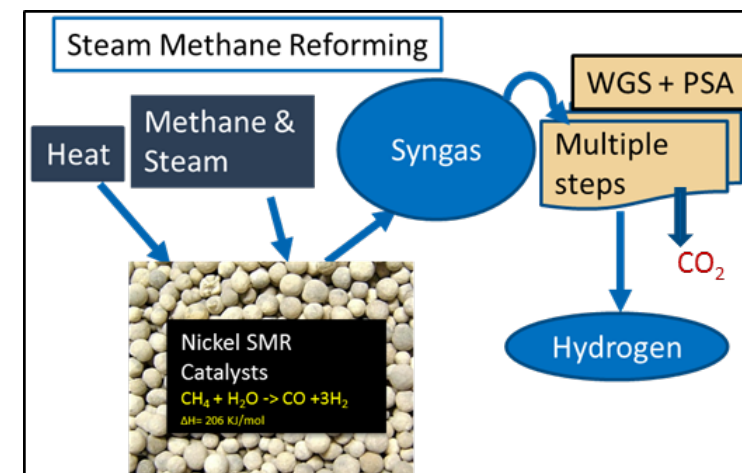 Steam Methane Reforming
WGS + PSA
Heat
Methane &
Steam
Syngas
Multiple
steps
CO₂
Nickel SMR
Catalysts
CH₄ + H₂O -> CO +3H₂
ΔH= 206 KJ/mol
Hydrogen